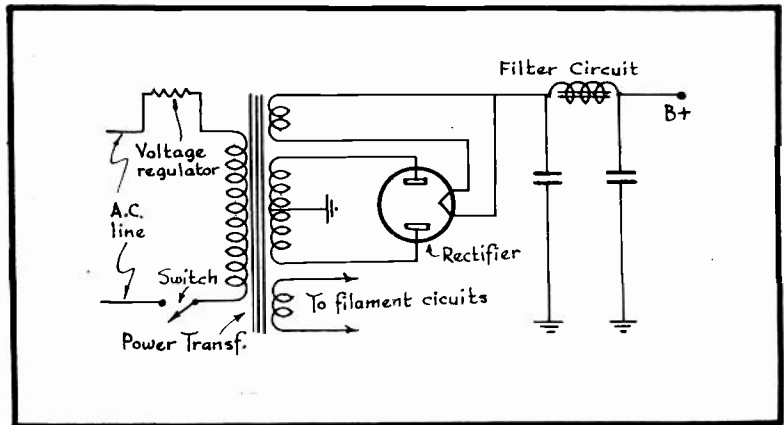 Filter Circuit
B+
Voltage
regulator
A.C.
line
Switch
Rectifier
To filament cicuits
Power Transf.